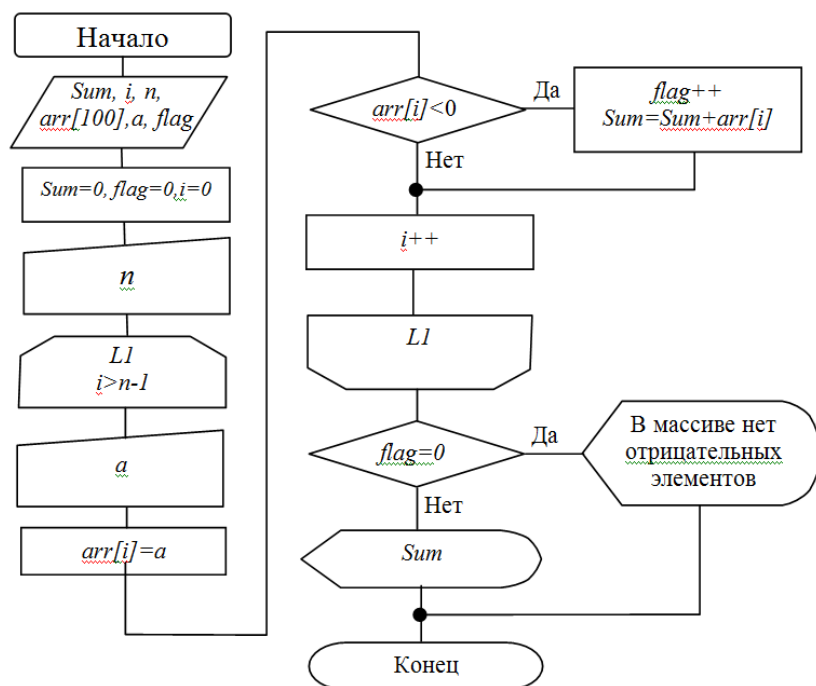 Начало
Sum, i, n,
arr[100],a, flag
Sum=0, flag=0,i=0
n
L1
i>n-1
a
arr[i]=a
arr[i]<0
Да
flag++
Sum=Sum+arr[i]
Нет
i++
L1
flag=0
Да
В массиве нет
отрицательных
элементов
Нет
Sum
Конец